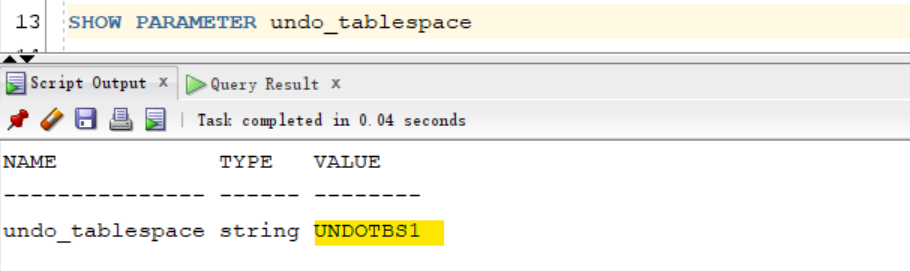 13 SHOW PARAMETER undo_tablespace
Script Output x Query Result x
Task completed in 0.04 seconds
NAME TYPE VALUE
--------------- ------ --------
undo_tablespace string UNDOTBS1